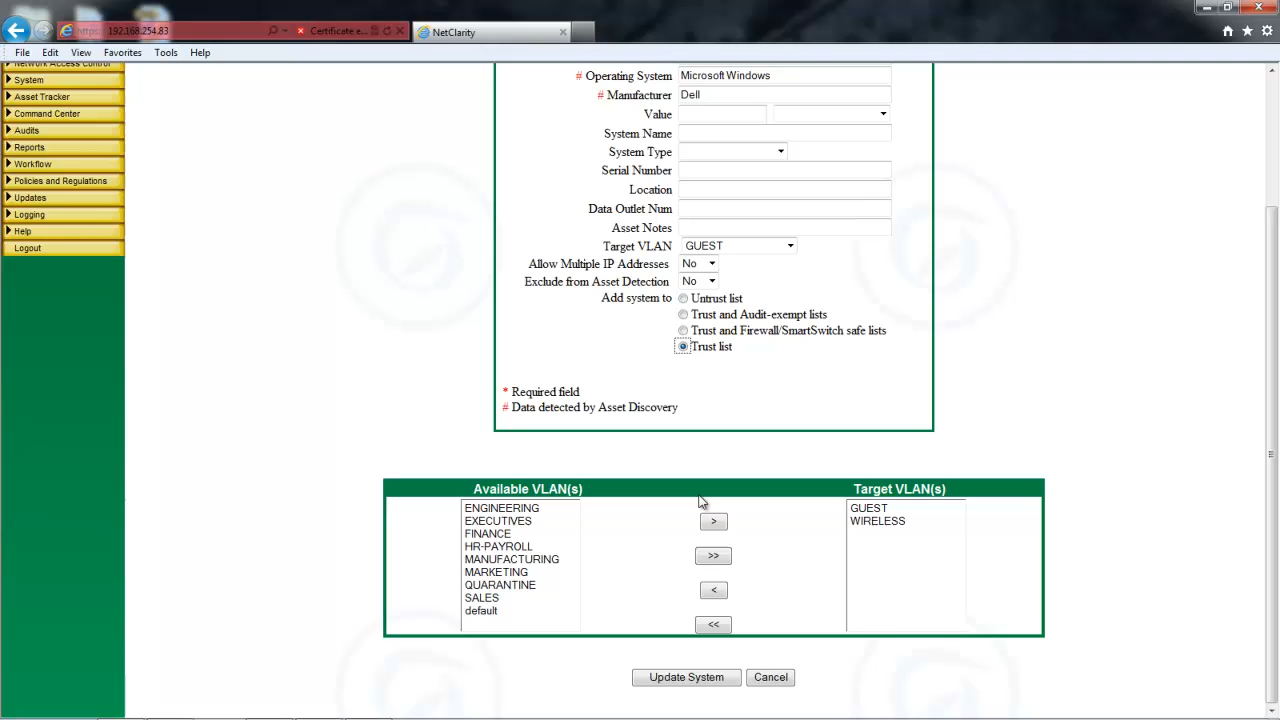 192.168.254.83
Certificate e...
NetClarity
File Edit View Favorites Tools Help
Network Access Control
System
Asset Tracker
Command Center
Audits
Reports
Workflow
Policies and Regulations
Updates
Logging
Help
Logout
# Operating System Microsoft Windows
# Manufacturer Dell
Value
System Name
System Type
Serial Number
Location
Data Outlet Num
Asset Notes
Target VLAN GUEST
Allow Multiple IP Addresses No
Exclude from Asset Detection No
Add system to Untrust list
Trust and Audit-exempt lists
Trust and Firewall/SmartSwitch safe lists
Trust list
* Required field
# Data detected by Asset Discovery
Available VLAN(s) Target VLAN(s)
ENGINEERING
EXECUTIVES
FINANCE
HR-PAYROLL
MANUFACTURING
MARKETING
QUARANTINE
SALES
default
>
>>
<
<<
GUEST
WIRELESS
Update System Cancel